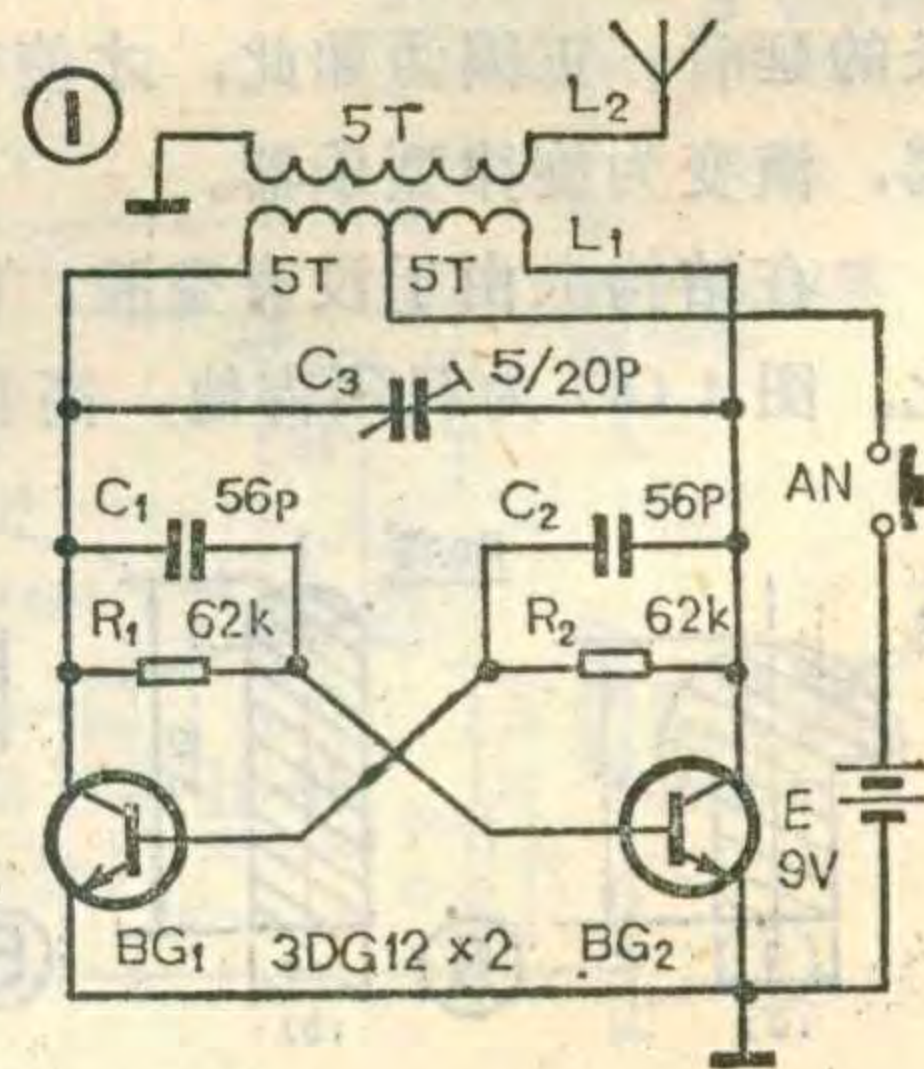 ①
L₂
5T
L₁
5T 5T
C₃ 5/20P
AN
C₁ 56p C₂ 56P
R₁ 62k R₂ 62k
E
9V
BG₁ 3DG12×2 BG₂